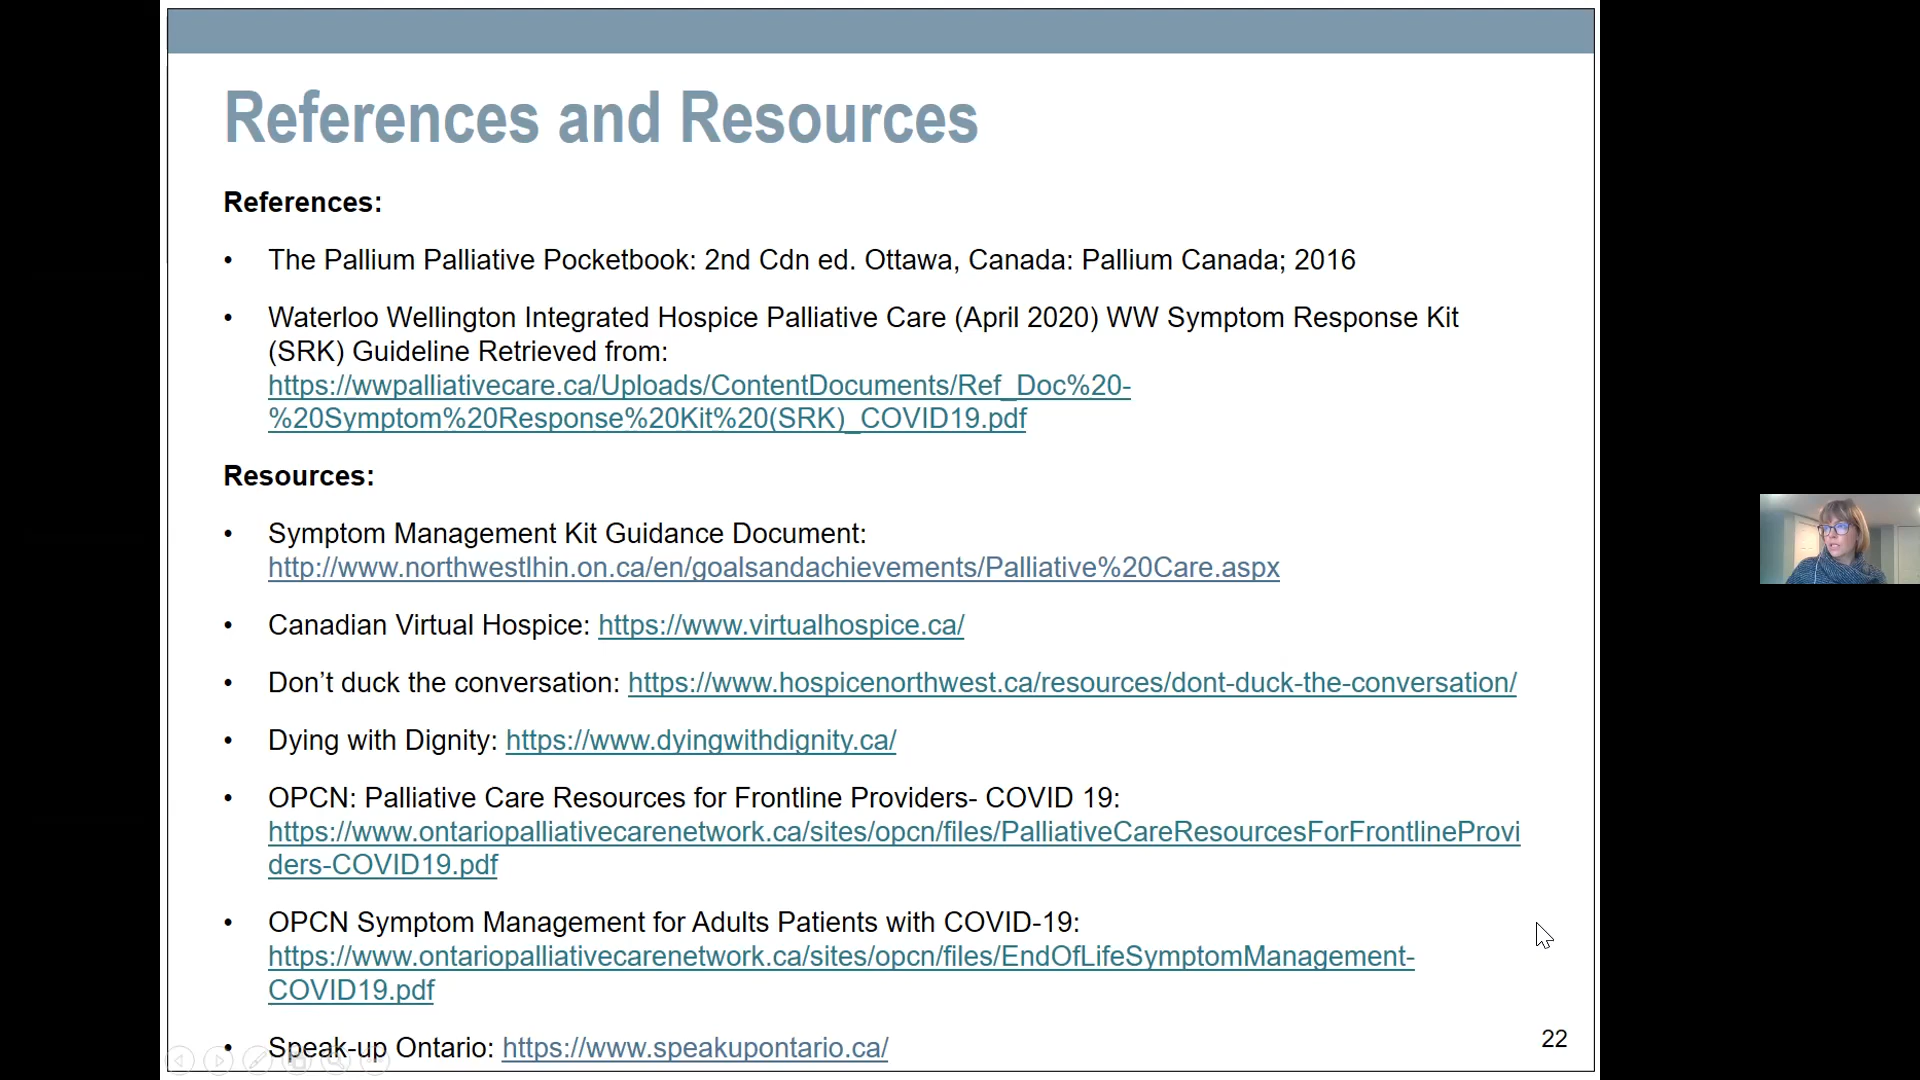 References and Resources
References:
• The Pallium Palliative Pocketbook: 2nd Cdn ed. Ottawa, Canada: Pallium Canada; 2016
• Waterloo Wellington Integrated Hospice Palliative Care (April 2020) WW Symptom Response Kit
(SRK) Guideline Retrieved from:
https://wwpalliativecare.ca/Uploads/ContentDocuments/Ref_Doc%20-
%20Symptom%20Response%20Kit%20(SRK)_COVID19.pdf
Resources:
• Symptom Management Kit Guidance Document:
http://www.northwestlhin.on.ca/en/goalsandachievements/Palliative%20Care.aspx
• Canadian Virtual Hospice: https://www.virtualhospice.ca/
• Don’t duck the conversation: https://www.hospicenorthwest.ca/resources/dont-duck-the-conversation/
• Dying with Dignity: https://www.dyingwithdignity.ca/
• OPCN: Palliative Care Resources for Frontline Providers- COVID 19:
https://www.ontariopalliativecarenetwork.ca/sites/opcn/files/PalliativeCareResourcesForFrontlineProvi
ders-COVID19.pdf
• OPCN Symptom Management for Adults Patients with COVID-19:
https://www.ontariopalliativecarenetwork.ca/sites/opcn/files/EndOfLifeSymptomManagement-
COVID19.pdf
• Speak-up Ontario: https://www.speakupontario.ca/
22